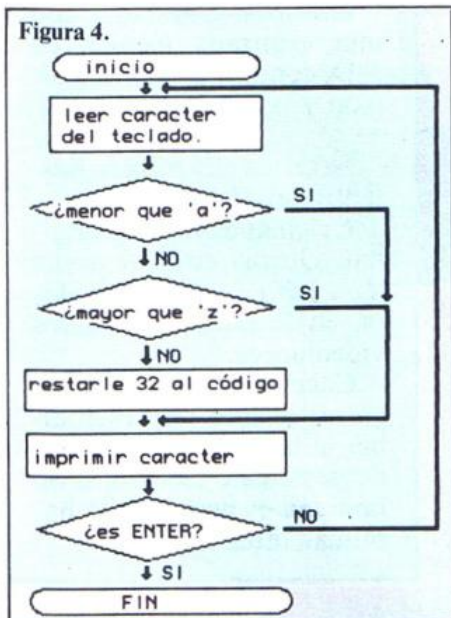 Figura 4.
inicio
leer caracter
del teclado.
¿menor que 'a'?
SI
NO
¿mayor que 'z'?
SI
NO
restarle 32 al código
imprimir caracter
¿es ENTER?
NO
SI
FIN